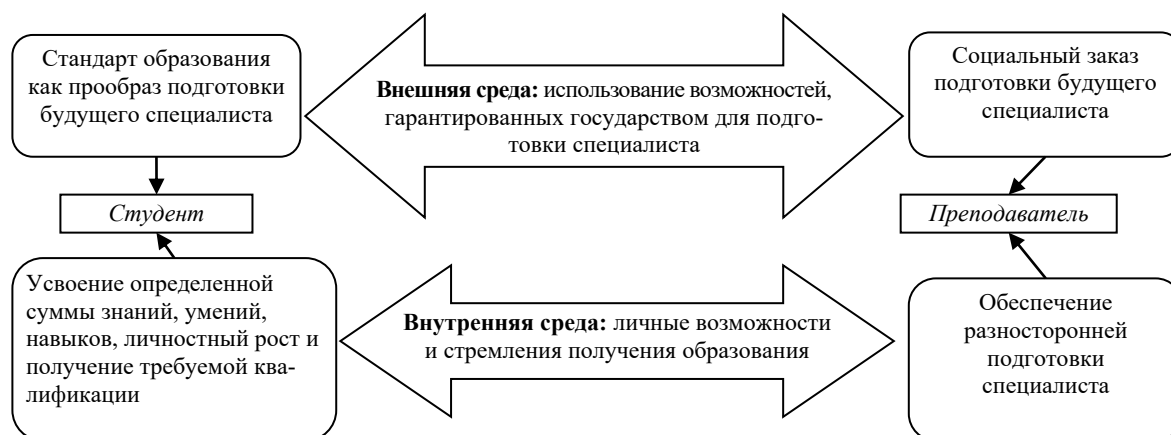 Стандарт образования
как прообраз подготовки
будущего специалиста
Внешняя среда: использование возможностей,
гарантированных государством для подго-
товки специалиста
Социальный заказ
подготовки будущего
специалиста
Студент
Преподаватель
Усвоение определенной
суммы знаний, умений,
навыков, личностный рост и
получение требуемой ква-
лификации
Внутренняя среда: личные возможности
и стремления получения образования
Обеспечение
разносторонней
подготовки
специалиста